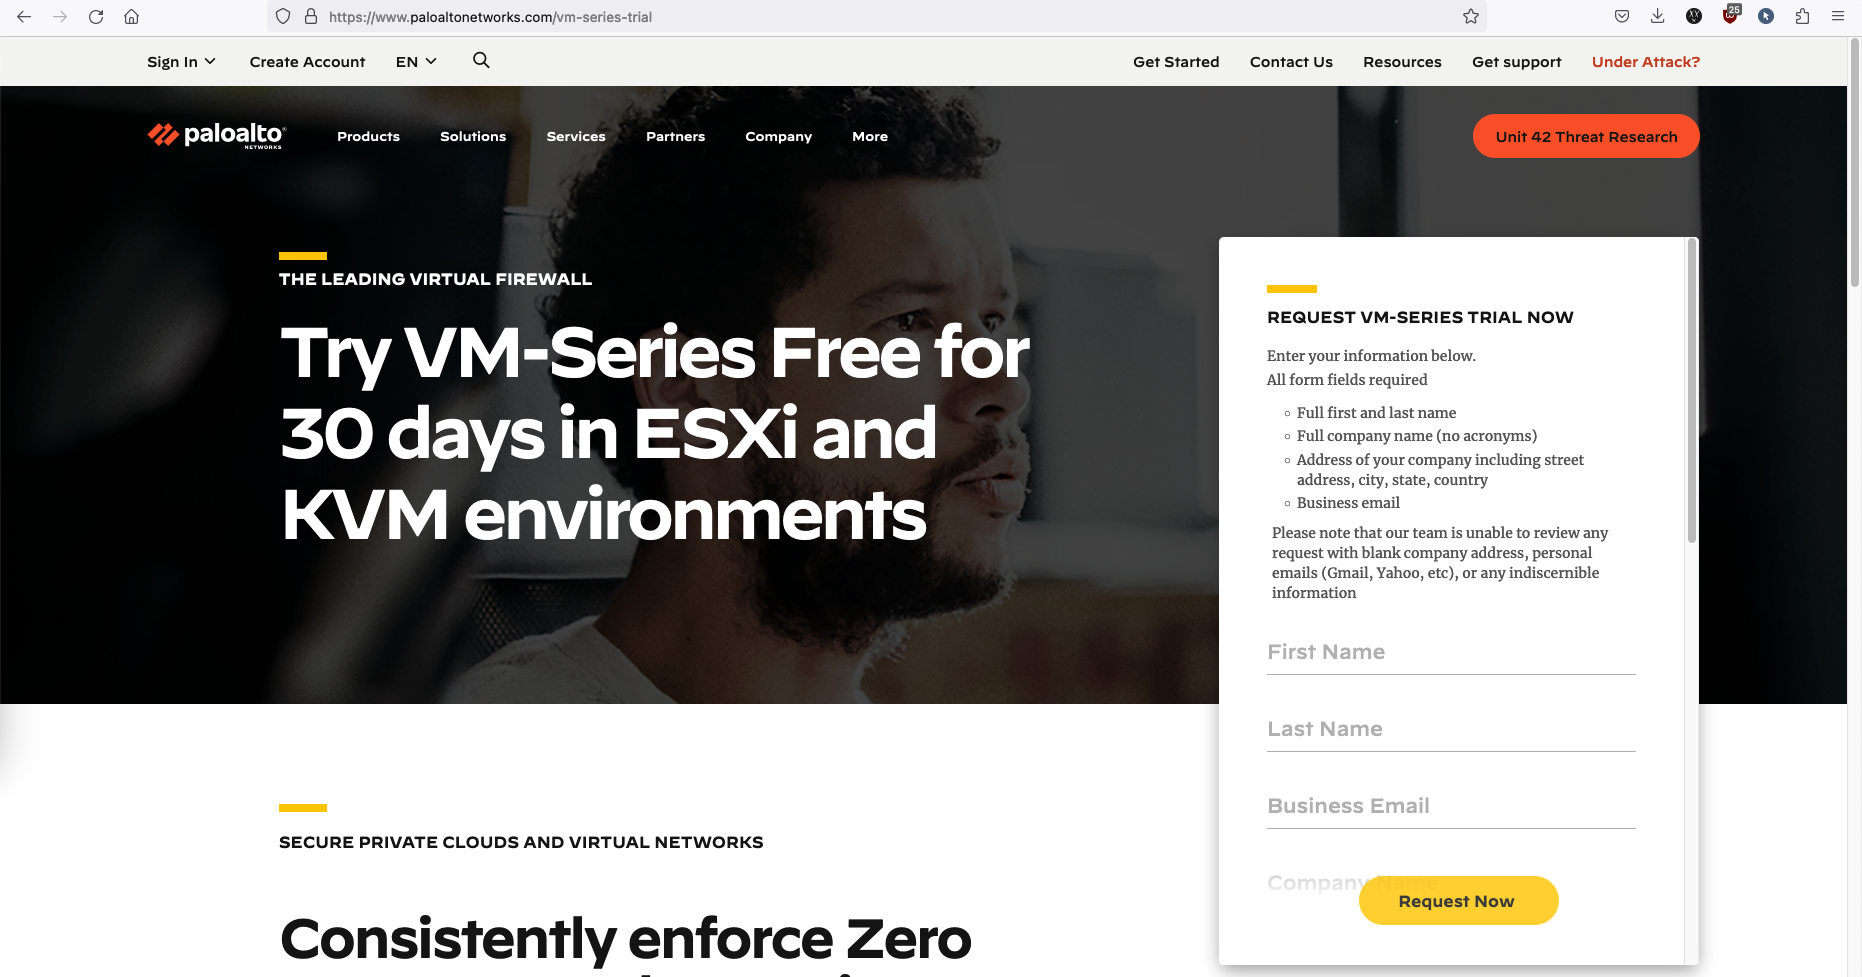 https://www.paloaltonetworks.com/vm-series-trial
25
Sign In
Create Account
EN
Get Started
Contact Us
Resources
Get support
Under Attack?
paloalto
NETWORKS
Products
Solutions
Services
Partners
Company
More
Unit 42 Threat Research
THE LEADING VIRTUAL FIREWALL
Try VM-Series Free for
30 days in ESXi and
KVM environments
REQUEST VM-SERIES TRIAL NOW
Enter your information below.
All form fields required
Full first and last name
Full company name (no acronyms)
Address of your company including street
address, city, state, country
Business email
Please note that our team is unable to review any
request with blank company address, personal
emails (Gmail, Yahoo, etc), or any indiscernible
information
First Name
Last Name
Business Email
Company Name
Request Now
SECURE PRIVATE CLOUDS AND VIRTUAL NETWORKS
Consistently enforce Zero